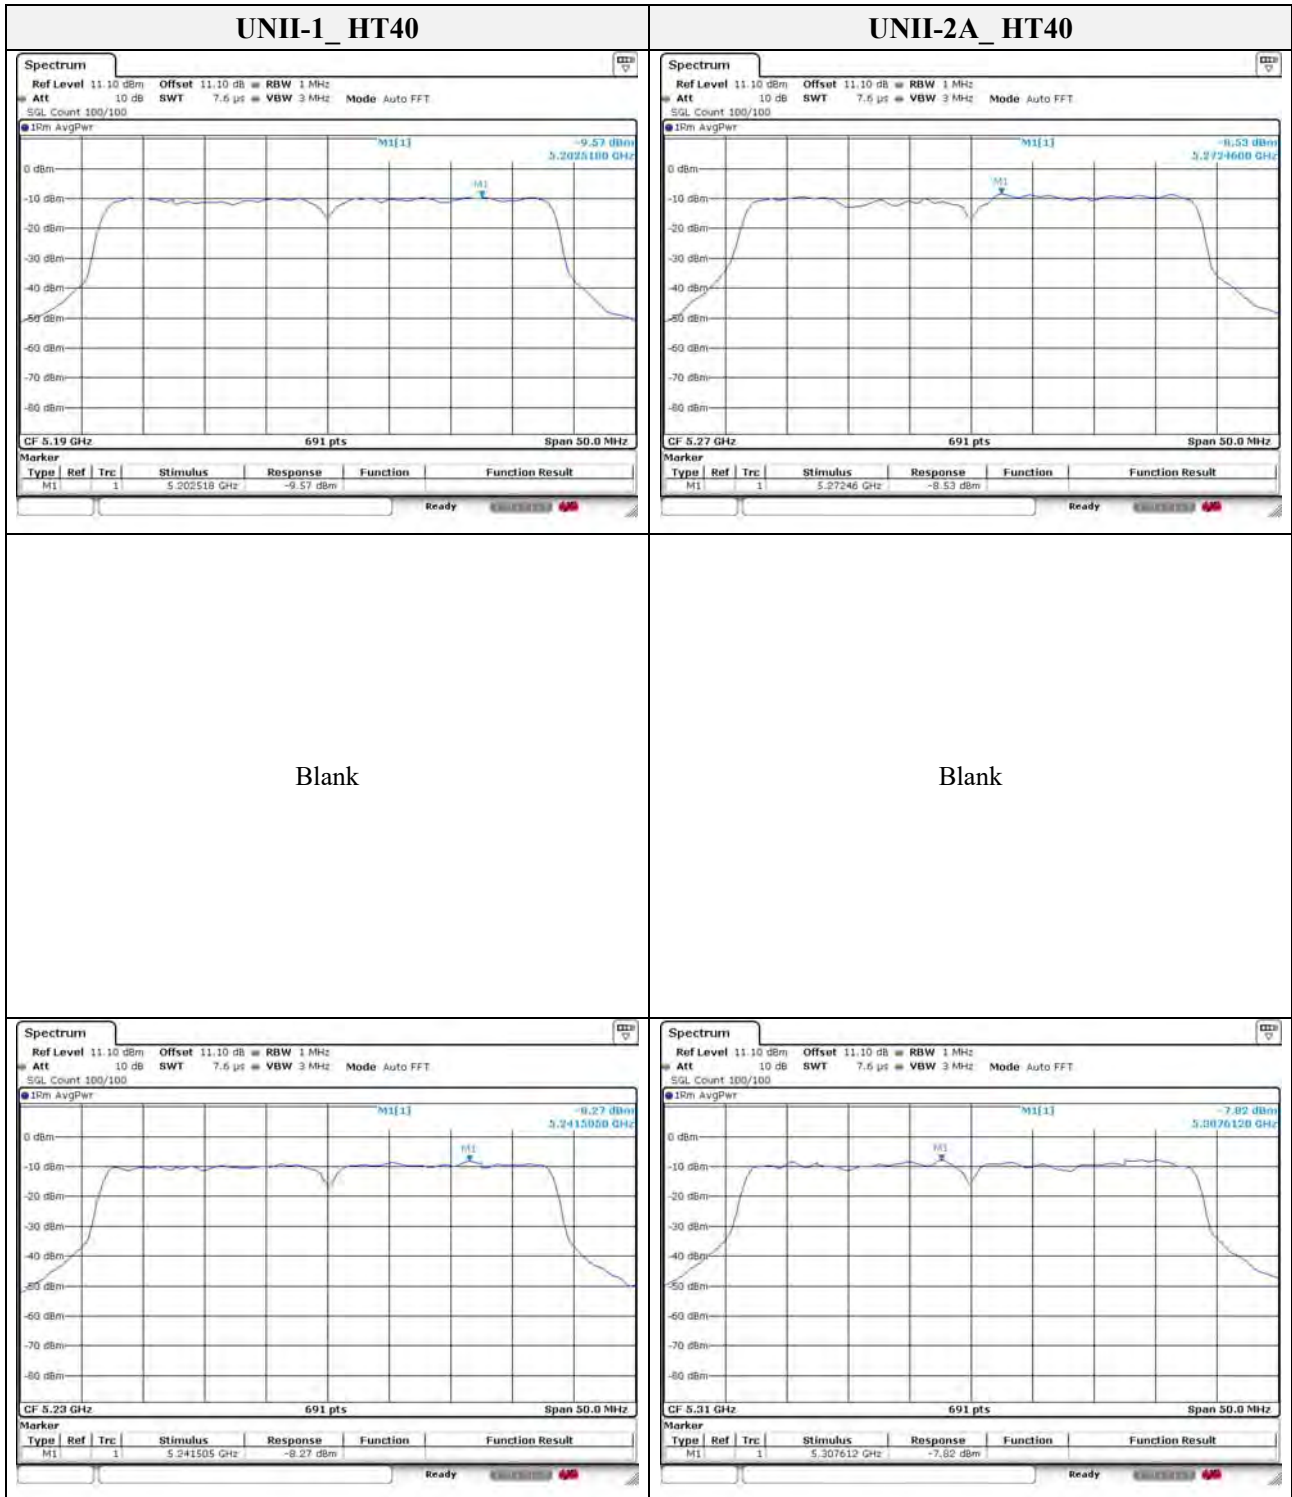 UNII-1_ HT40
UNII-2A_ HT40
Spectrum
Ref Level 11.10 dBm Offset 11.10 dB RBW 1 MHz
Att 10 dB SWT 7.6 µs VBW 3 MHz Mode Auto FFT
SGL Count 100/100
1Rm AvgPwr
M1[1] -9.57 dBm
5.2025180 GHz
M1
0 dBm
-10 dBm
-20 dBm
-30 dBm
-40 dBm
-50 dBm
-60 dBm
-70 dBm
-80 dBm
CF 5.19 GHz 691 pts Span 50.0 MHz
Marker
Type Ref Trc Stimulus Response Function Function Result
M1 1 5.202518 GHz -9.57 dBm
Ready
Spectrum
Ref Level 11.10 dBm Offset 11.10 dB RBW 1 MHz
Att 10 dB SWT 7.6 µs VBW 3 MHz Mode Auto FFT
SGL Count 100/100
1Rm AvgPwr
M1[1] -8.53 dBm
5.2724600 GHz
M1
0 dBm
-10 dBm
-20 dBm
-30 dBm
-40 dBm
-50 dBm
-60 dBm
-70 dBm
-80 dBm
CF 5.27 GHz 691 pts Span 50.0 MHz
Marker
Type Ref Trc Stimulus Response Function Function Result
M1 1 5.27246 GHz -8.53 dBm
Ready
Blank
Blank
Spectrum
Ref Level 11.10 dBm Offset 11.10 dB RBW 1 MHz
Att 10 dB SWT 7.6 µs VBW 3 MHz Mode Auto FFT
SGL Count 100/100
1Rm AvgPwr
M1[1] -8.27 dBm
5.2415050 GHz
M1
0 dBm
-10 dBm
-20 dBm
-30 dBm
-40 dBm
-50 dBm
-60 dBm
-70 dBm
-80 dBm
CF 5.23 GHz 691 pts Span 50.0 MHz
Marker
Type Ref Trc Stimulus Response Function Function Result
M1 1 5.241505 GHz -8.27 dBm
Ready
Spectrum
Ref Level 11.10 dBm Offset 11.10 dB RBW 1 MHz
Att 10 dB SWT 7.6 µs VBW 3 MHz Mode Auto FFT
SGL Count 100/100
1Rm AvgPwr
M1[1] -7.82 dBm
5.3076120 GHz
M1
0 dBm
-10 dBm
-20 dBm
-30 dBm
-40 dBm
-50 dBm
-60 dBm
-70 dBm
-80 dBm
CF 5.31 GHz 691 pts Span 50.0 MHz
Marker
Type Ref Trc Stimulus Response Function Function Result
M1 1 5.307612 GHz -7.82 dBm
Ready